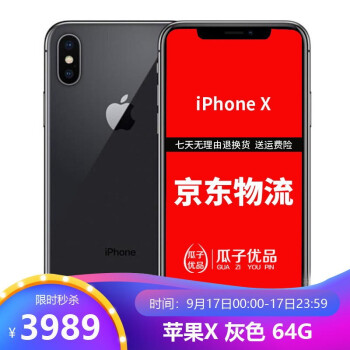 iPhone X
七天无理由退换货 送运费险
京东物流
瓜子优品
GUA ZI YOU PIN
瓜子优品
iPhone
限时秒杀
¥3989
时间:9月17日00:00-17日23:59
苹果X 灰色 64G